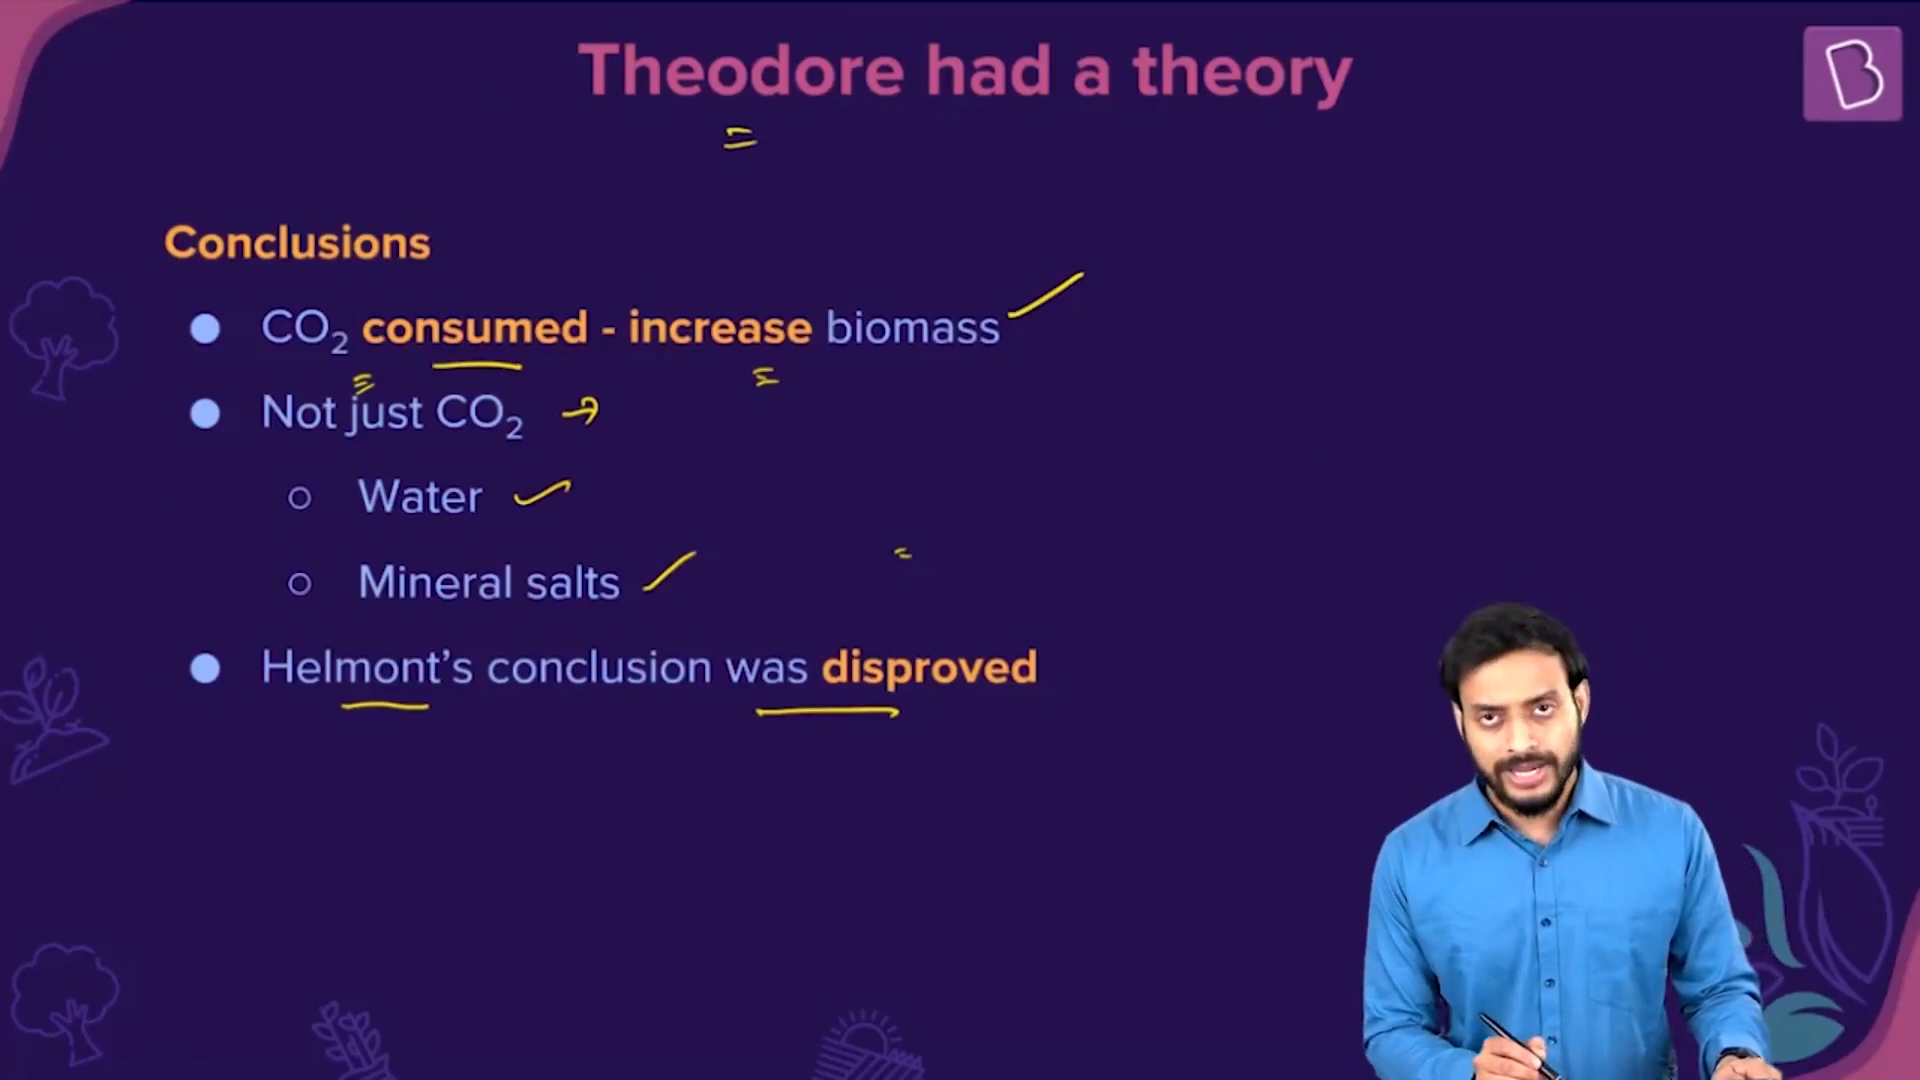 Theodore had a theory
B
Conclusions
● CO₂ consumed - increase biomass
● Not just CO₂
○ Water
○ Mineral salts
● Helmont’s conclusion was disproved